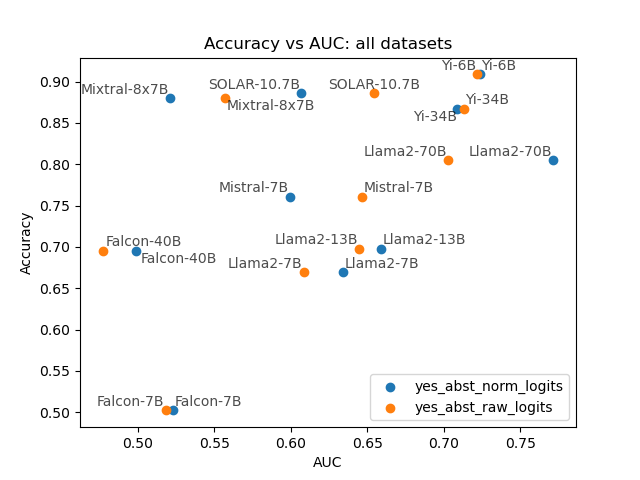 Accuracy vs AUC: all datasets
Yi-6B Yi-6B
0.90
Mixtral-8x7B SOLAR-10.7B SOLAR-10.7B
Mixtral-8x7B Yi-34B
0.85
Yi-34B
Llama2-70B Llama2-70B
0.80
Mistral-7B Mistral-7B
0.75
Falcon-40B Llama2-13B Llama2-13B
0.70
Falcon-40B Llama2-7B Llama2-7B
0.65
0.60
0.55
Falcon-7B Falcon-7B
0.50
Accuracy
yes_abst_norm_logits
yes_abst_raw_logits
0.50 0.55 0.60 0.65 0.70 0.75
AUC